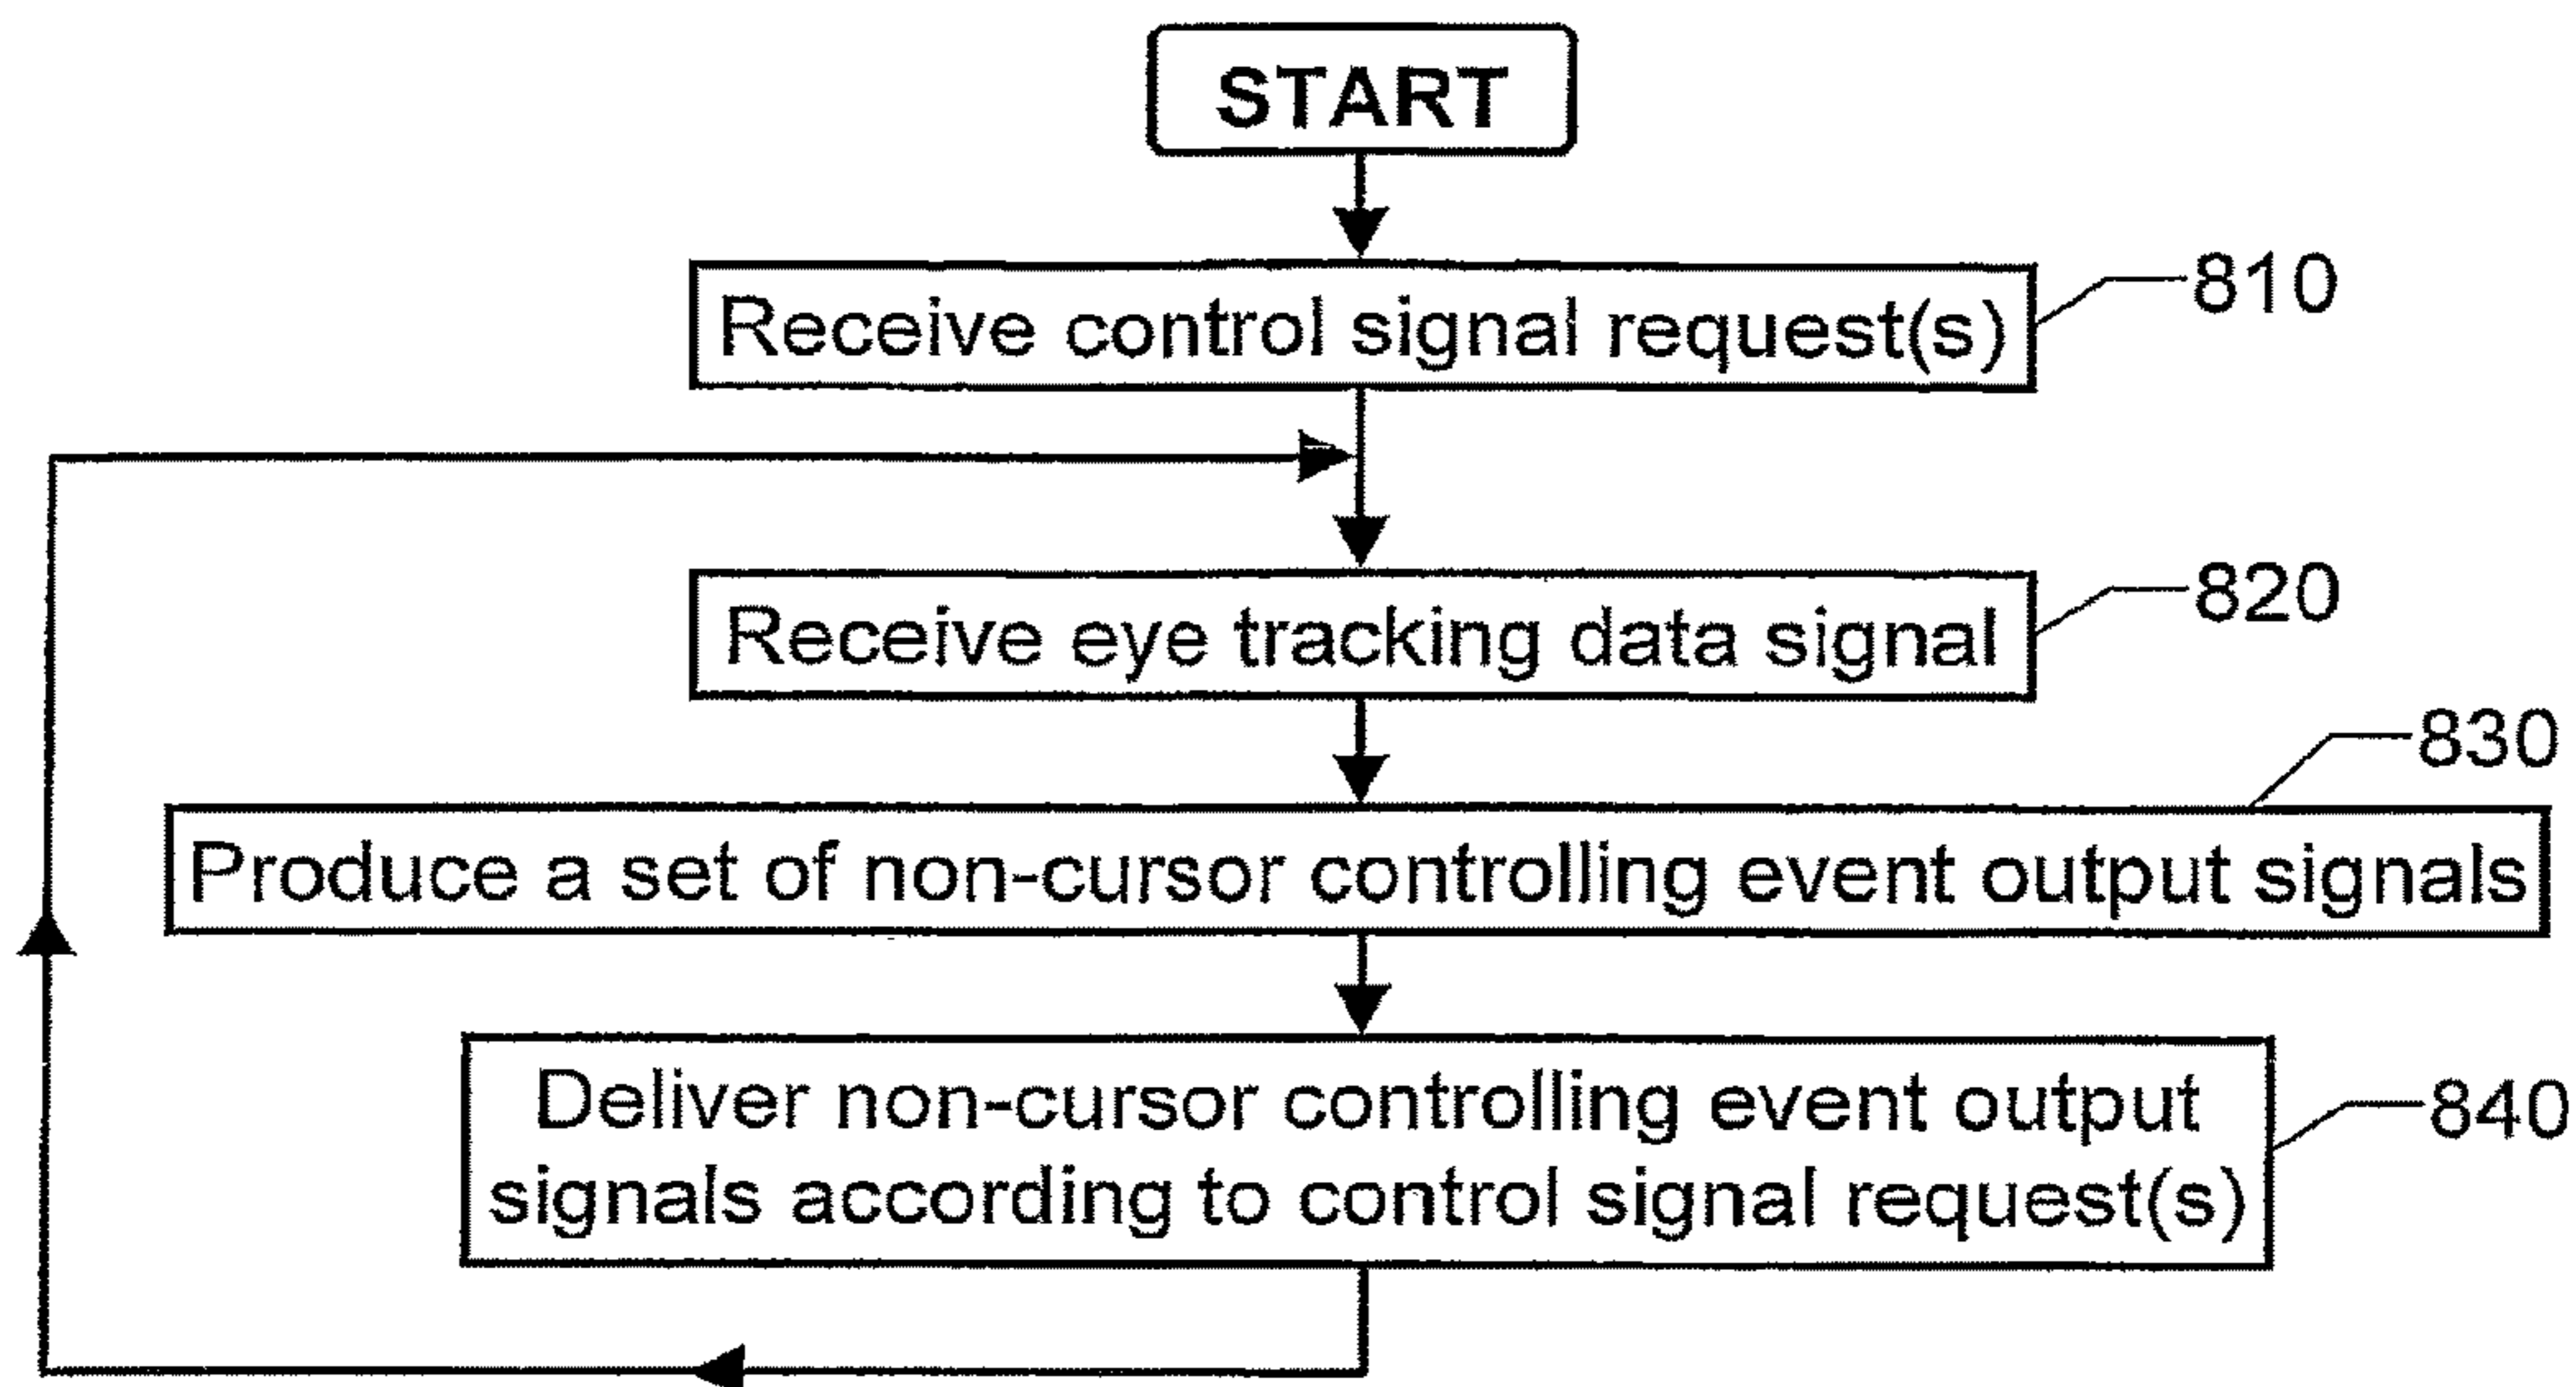 START
Receive control signal request(s)
810
Receive eye tracking data signal
820
830
Produce a set of non-cursor controlling event output signals
Deliver non-cursor controlling event output
signals according to control signal request(s)
840